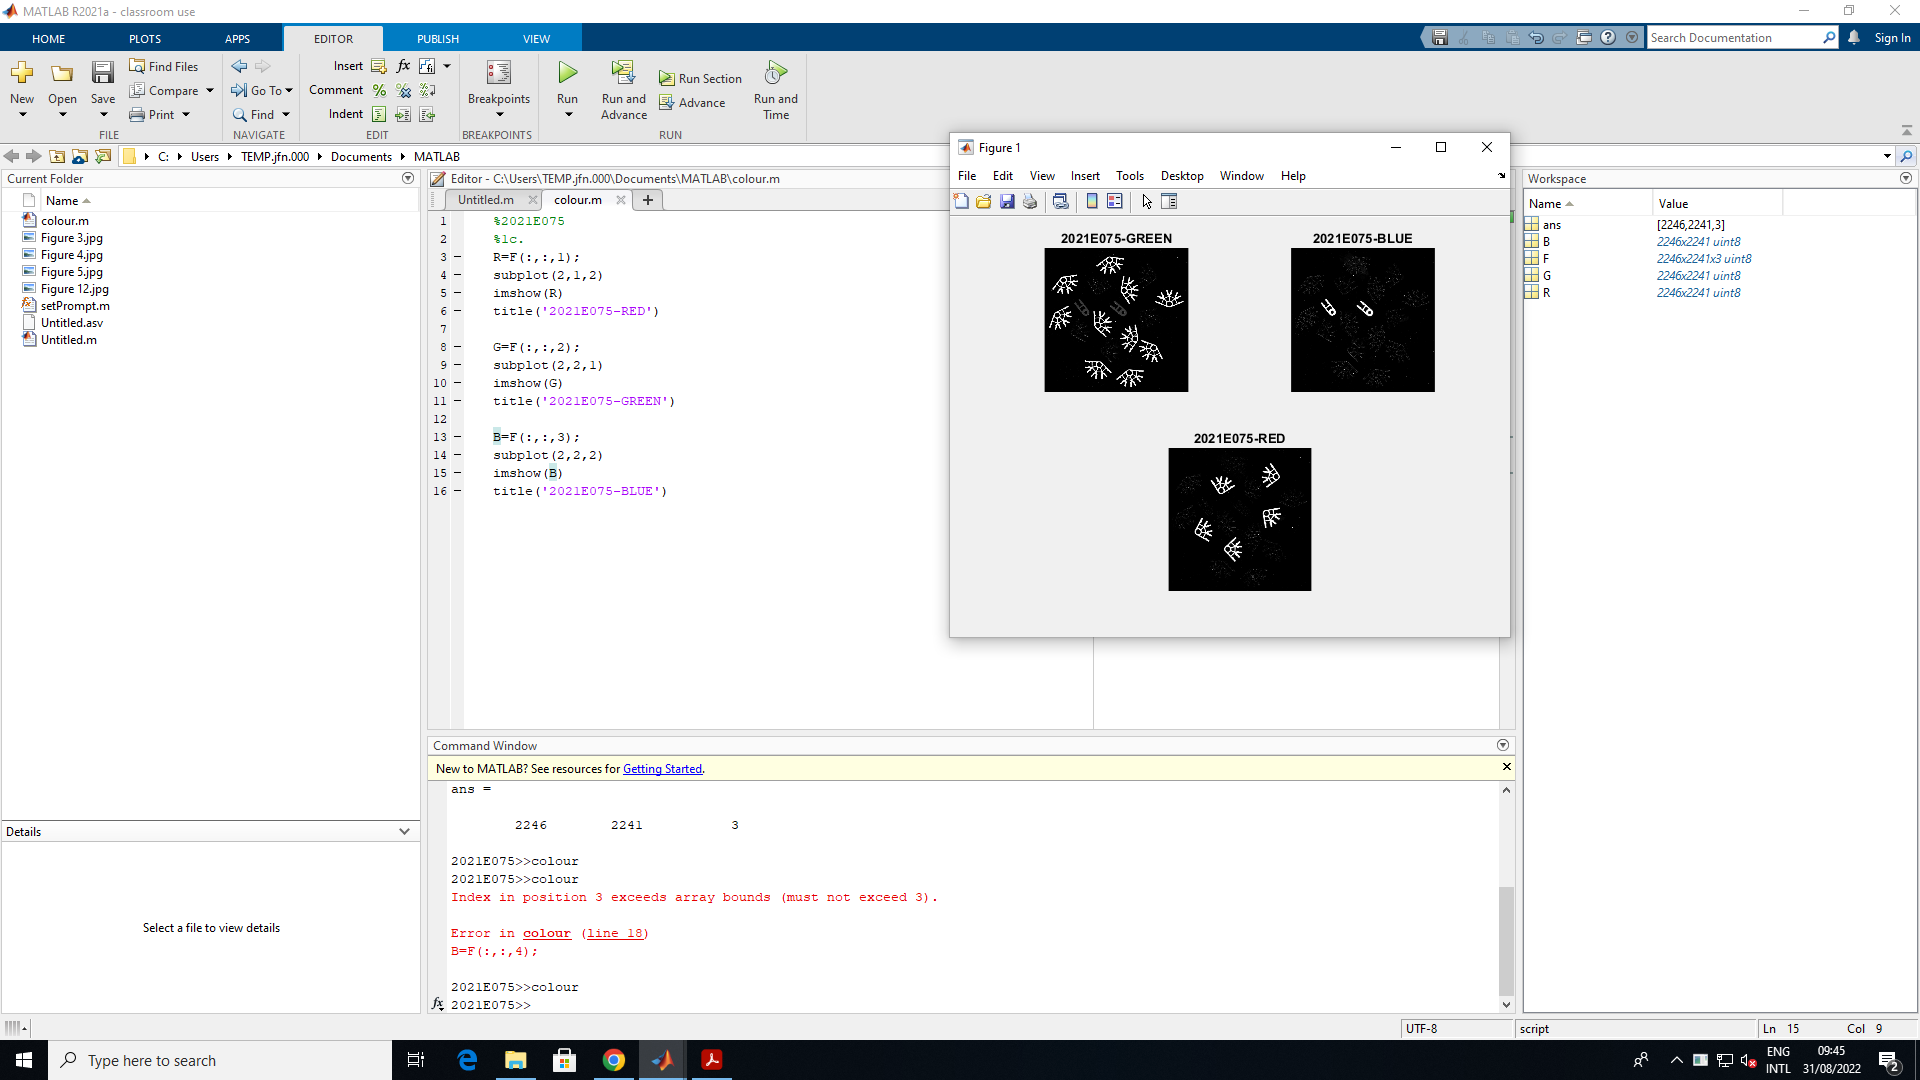 MATLAB R2021a - classroom use
HOME PLOTS APPS EDITOR PUBLISH VIEW
Search Documentation
Sign In
New
Open
Save
Find Files
Compare
Print
FILE
Go To
Find
NAVIGATE
Insert
fx
Comment
Indent
EDIT
Breakpoints
BREAKPOINTS
Run
Run and
Advance
Run Section
Advance
Run and
Time
RUN
C: Users TEMP.jfn.000 Documents MATLAB
Current Folder
Name
colour.m
Figure 3.jpg
Figure 4.jpg
Figure 5.jpg
Figure 12.jpg
setPrompt.m
Untitled.asv
Untitled.m
Details
Select a file to view details
Editor - C:\Users\TEMP.jfn.000\Documents\MATLAB\colour.m
Untitled.m colour.m
1 %2021E075
2 %1c.
3 R=F(:,:,1);
4 subplot(2,1,2)
5 imshow(R)
6 title('2021E075-RED')
7
8 G=F(:,:,2);
9 subplot(2,2,1)
10 imshow(G)
11 title('2021E075-GREEN')
12
13 B=F(:,:,3);
14 subplot(2,2,2)
15 imshow(B)
16 title('2021E075-BLUE')
Figure 1
File Edit View Insert Tools Desktop Window Help
2021E075-GREEN
2021E075-BLUE
2021E075-RED
Command Window
New to MATLAB? See resources for Getting Started.
ans =
2246 2241 3
2021E075>>colour
2021E075>>colour
Index in position 3 exceeds array bounds (must not exceed 3).
Error in colour (line 18)
B=F(:,:,4);
2021E075>>colour
fx 2021E075>>
Workspace
Name Value
ans [2246,2241,3]
B 2246x2241 uint8
F 2246x2241x3 uint8
G 2246x2241 uint8
R 2246x2241 uint8
UTF-8 script Ln 15 Col 9
Type here to search
ENG
INTL
09:45
31/08/2022
2